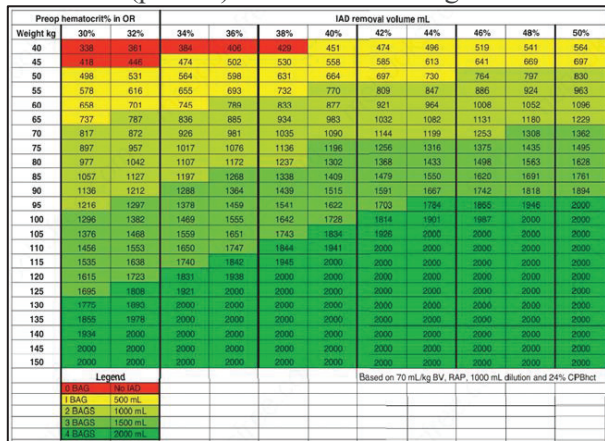 Preop hematocrit% in OR IAD removal volume mL
Weight kg 30% 32% 34% 36% 38% 40% 42% 44% 46% 48% 50%
40 338 361 384 406 429 451 474 496 519 541 564
45 418 446 474 502 530 558 585 613 641 669 697
50 498 531 564 598 631 664 697 730 764 797 830
55 578 616 655 693 732 770 809 847 886 924 963
60 658 701 745 789 833 877 921 964 1008 1052 1096
65 737 787 836 885 934 983 1032 1082 1131 1180 1229
70 817 872 926 981 1035 1090 1144 1199 1253 1308 1362
75 897 957 1017 1076 1136 1196 1256 1316 1375 1435 1495
80 977 1042 1107 1172 1237 1302 1368 1433 1498 1563 1628
85 1057 1127 1197 1268 1338 1409 1479 1550 1620 1691 1761
90 1136 1212 1288 1364 1439 1515 1591 1667 1742 1818 1894
95 1216 1297 1378 1459 1541 1622 1703 1784 1865 1946 2000
100 1296 1382 1469 1555 1642 1728 1814 1901 1987 2000 2000
105 1376 1468 1559 1651 1743 1834 1926 2000 2000 2000 2000
110 1456 1553 1650 1747 1844 1941 2000 2000 2000 2000 2000
115 1535 1638 1740 1842 1945 2000 2000 2000 2000 2000 2000
120 1615 1723 1831 1938 2000 2000 2000 2000 2000 2000 2000
125 1695 1808 1921 2000 2000 2000 2000 2000 2000 2000 2000
130 1775 1893 2000 2000 2000 2000 2000 2000 2000 2000 2000
135 1855 1978 2000 2000 2000 2000 2000 2000 2000 2000 2000
140 1934 2000 2000 2000 2000 2000 2000 2000 2000 2000 2000
145 2000 2000 2000 2000 2000 2000 2000 2000 2000 2000 2000
150 2000 2000 2000 2000 2000 2000 2000 2000 2000 2000 2000
Legend Based on 70 mL/kg BV, RAP, 1000 mL dilution and 24% CPBhct
0 BAG No IAD
1 BAG 500 mL
2 BAGS 1000 mL
3 BAGS 1500 mL
4 BAGS 2000 mL